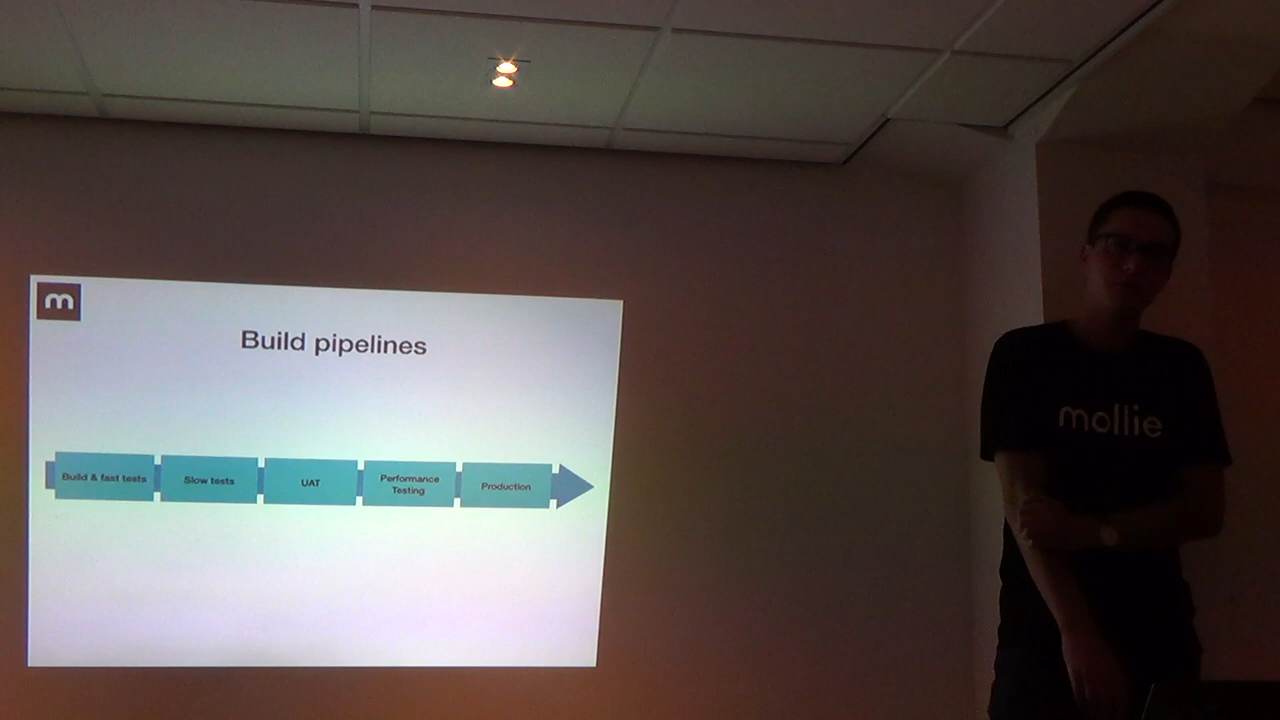 m
Build pipelines
Build & fast tests
Slow tests
UAT
Performance
Testing
Production
mollie